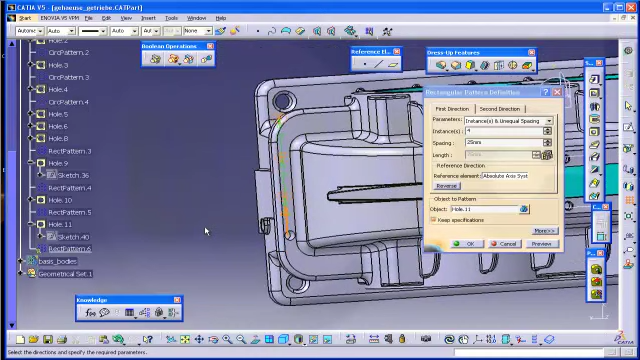 CATIA V5 - [gehaeuse_getriebe.CATPart]
Start ENOVIA V5 VPM File Edit View Insert Tools Window Help
Automa Auto Auto Auto None
Boolean Operations
Reference El...
Dress-Up Features
Hole.2
CircPattern.2
Hole.3
CircPattern.3
Hole.4
CircPattern.4
Hole.5
Hole.6
Hole.8
RectPattern.3
Hole.9
Sketch.36
RectPattern.4
Hole.10
RectPattern.5
Hole.11
Sketch.40
RectPattern.6
basis_bodies
Geometrical Set.1
Rectangular Pattern Definition
First Direction Second Direction
Parameters: Instance(s) & Unequal Spacing
Instance(s) : 4
Spacing : 25mm
Length :
Reference Direction
Reference element: Absolute Axis Syst
Reverse
Object to Pattern
Object: Hole.11
Keep specifications
More>>
OK Cancel Preview
Knowledge
Select the directions and specify the required parameters.